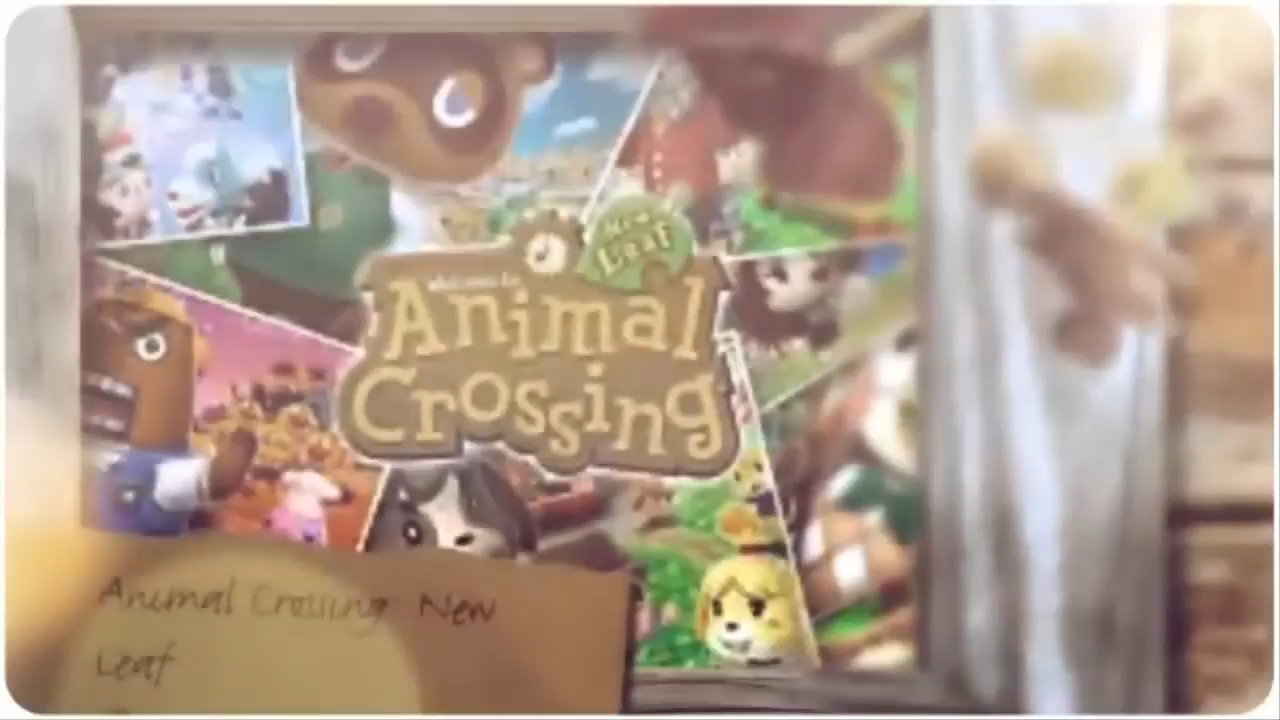 New
Leaf
Welcome to
Animal
Crossing
Animal Crossing: New
Leaf